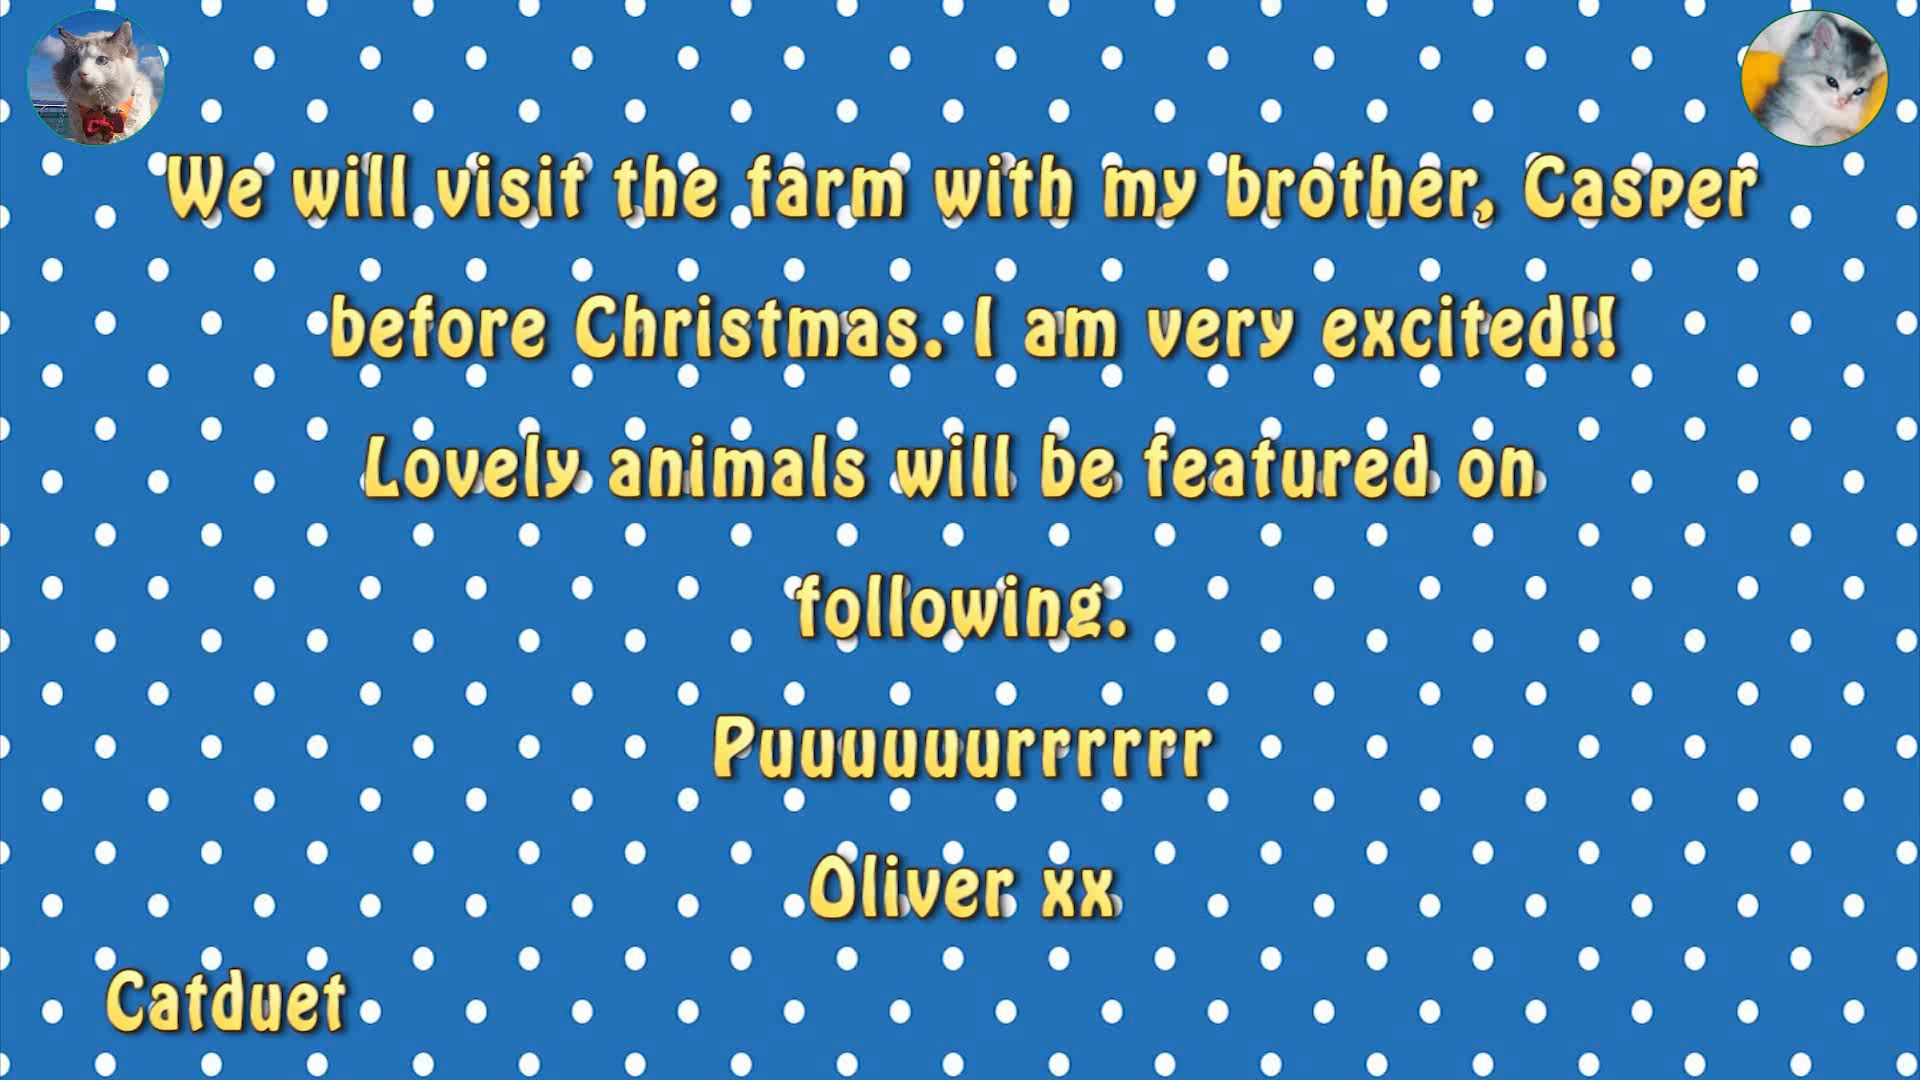 We will visit the farm with my brother, Casper
before Christmas. I am very excited!!
Lovely animals will be featured on
following.
Puuuuuurrrrrr
Oliver xx
Catduet